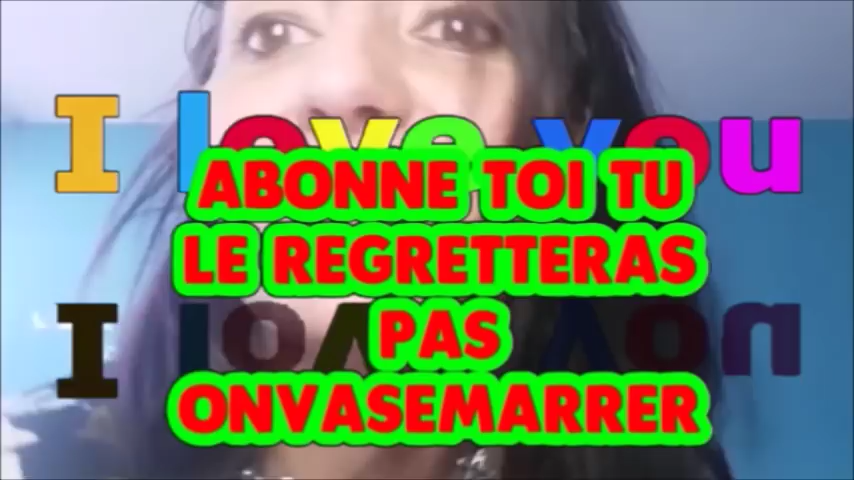 I love you
ABONNE TOI TU
LE REGRETTERAS
I love you
PAS
ONVASEMARRER